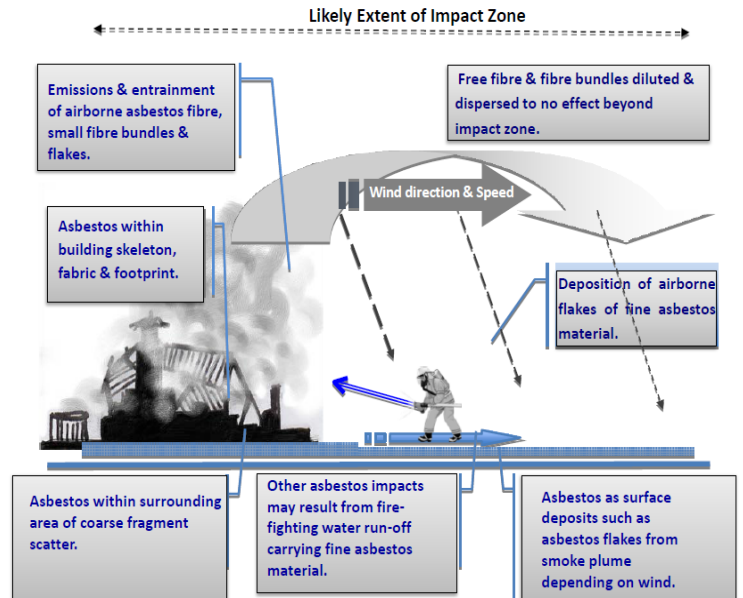 Likely Extent of Impact Zone
Emissions & entrainment
of airborne asbestos fibre,
small fibre bundles &
flakes.
Free fibre & fibre bundles diluted &
dispersed to no effect beyond
impact zone.
Wind direction & Speed
Asbestos within
building skeleton,
fabric & footprint.
Deposition of airborne
flakes of fine asbestos
material.
Asbestos within surrounding
area of coarse fragment
scatter.
Other asbestos impacts
may result from fire-
fighting water run-off
carrying fine asbestos
material.
Asbestos as surface
deposits such as
asbestos flakes from
smoke plume
depending on wind.